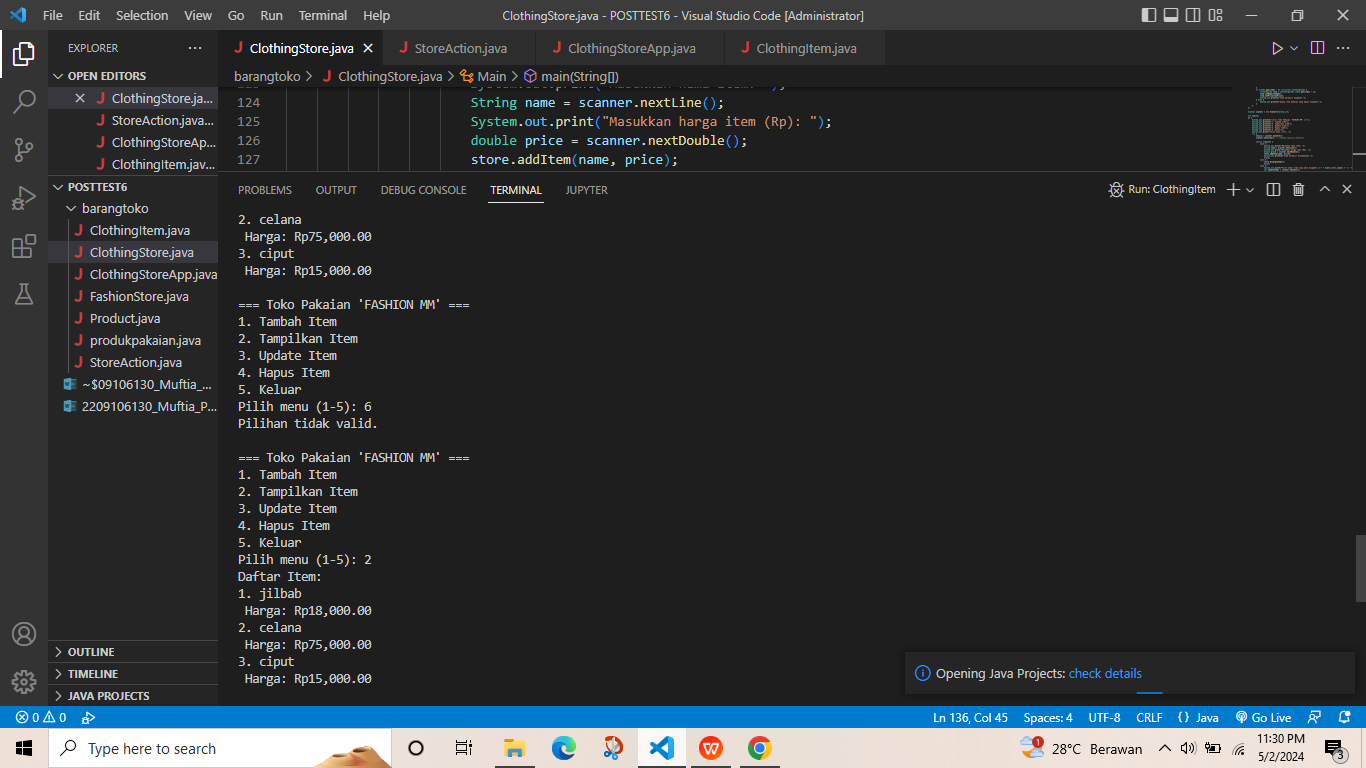 File Edit Selection View Go Run Terminal Help
ClothingStore.java - POSTTEST6 - Visual Studio Code [Administrator]
EXPLORER
OPEN EDITORS
ClothingStore.ja...
StoreAction.java...
ClothingStoreAp...
ClothingItem.jav...
POSTTEST6
barangtoko
ClothingItem.java
ClothingStore.java
ClothingStoreApp.java
FashionStore.java
Product.java
produkpakaian.java
StoreAction.java
~$09106130_Muftia_...
2209106130_Muftia_P...
OUTLINE
TIMELINE
JAVA PROJECTS
ClothingStore.java StoreAction.java ClothingStoreApp.java ClothingItem.java
barangtoko > ClothingStore.java > Main > main(String[])
124 String name = scanner.nextLine();
125 System.out.print("Masukkan harga item (Rp): ");
126 double price = scanner.nextDouble();
127 store.addItem(name, price);
PROBLEMS OUTPUT DEBUG CONSOLE TERMINAL JUPYTER
Run: ClothingItem
2. celana
Harga: Rp75,000.00
3. ciput
Harga: Rp15,000.00
=== Toko Pakaian 'FASHION MM' ===
1. Tambah Item
2. Tampilkan Item
3. Update Item
4. Hapus Item
5. Keluar
Pilih menu (1-5): 6
Pilihan tidak valid.
=== Toko Pakaian 'FASHION MM' ===
1. Tambah Item
2. Tampilkan Item
3. Update Item
4. Hapus Item
5. Keluar
Pilih menu (1-5): 2
Daftar Item:
1. jilbab
Harga: Rp18,000.00
2. celana
Harga: Rp75,000.00
3. ciput
Harga: Rp15,000.00
Opening Java Projects: check details
0 0
Ln 136, Col 45 Spaces: 4 UTF-8 CRLF {} Java Go Live
Type here to search
1
28°C Berawan
11:30 PM
5/2/2024
3